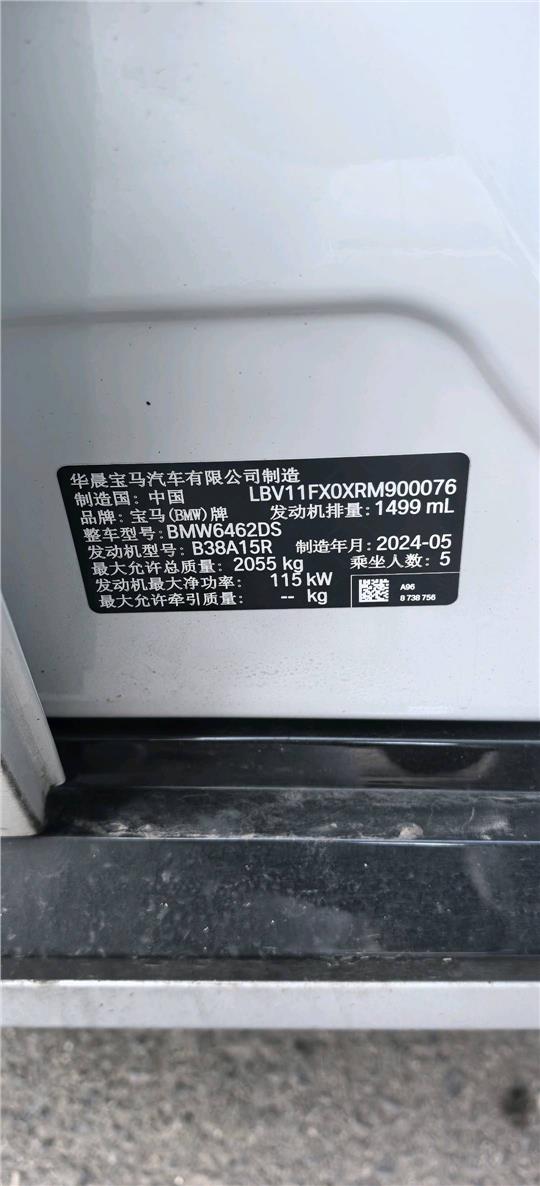 华晨宝马汽车有限公司制造
制造国: 中国 LBV11FX0XRM900076
品牌: 宝马(BMW)牌 发动机排量: 1499 mL
整车型号: BMW6462DS
发动机型号: B38A15R 制造年月: 2024-05
最大允许总质量: 2055 kg 乘坐人数: 5
发动机最大净功率: 115 kW
最大允许牵引质量: -- kg
A96
8 738 756